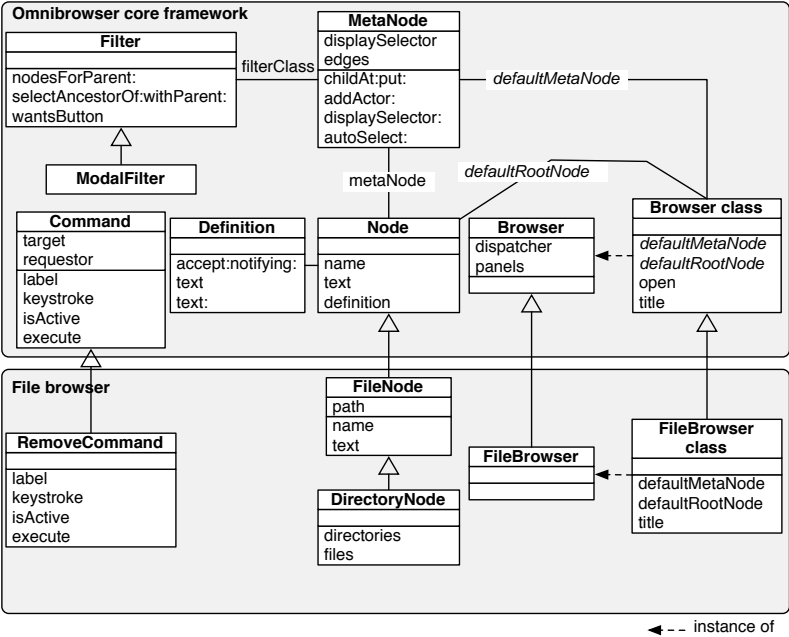 Omnibrowser core framework
Filter
nodesForParent:
selectAncestorOf:withParent:
wantsButton
filterClass
MetaNode
displaySelector
edges
childAt:put:
addActor:
displaySelector:
autoSelect:
defaultMetaNode
ModalFilter
metaNode
defaultRootNode
Command
target
requestor
label
keystroke
isActive
execute
Definition
accept:notifying:
text
text:
Node
name
text
definition
Browser
dispatcher
panels
Browser class
defaultMetaNode
defaultRootNode
open
title
File browser
RemoveCommand
label
keystroke
isActive
execute
FileNode
path
name
text
DirectoryNode
directories
files
FileBrowser
FileBrowser
class
defaultMetaNode
defaultRootNode
title
instance of